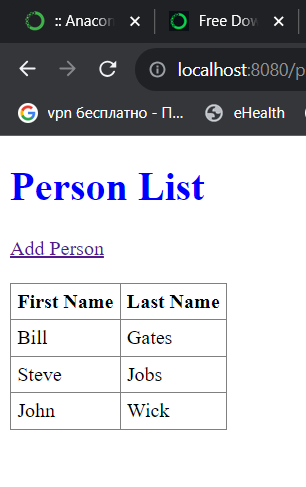 :: Anacon
Free Dow
localhost:8080/p
vpn бесплатно - П...
eHealth
Person List
Add Person
First Name Last Name
Bill Gates
Steve Jobs
John Wick